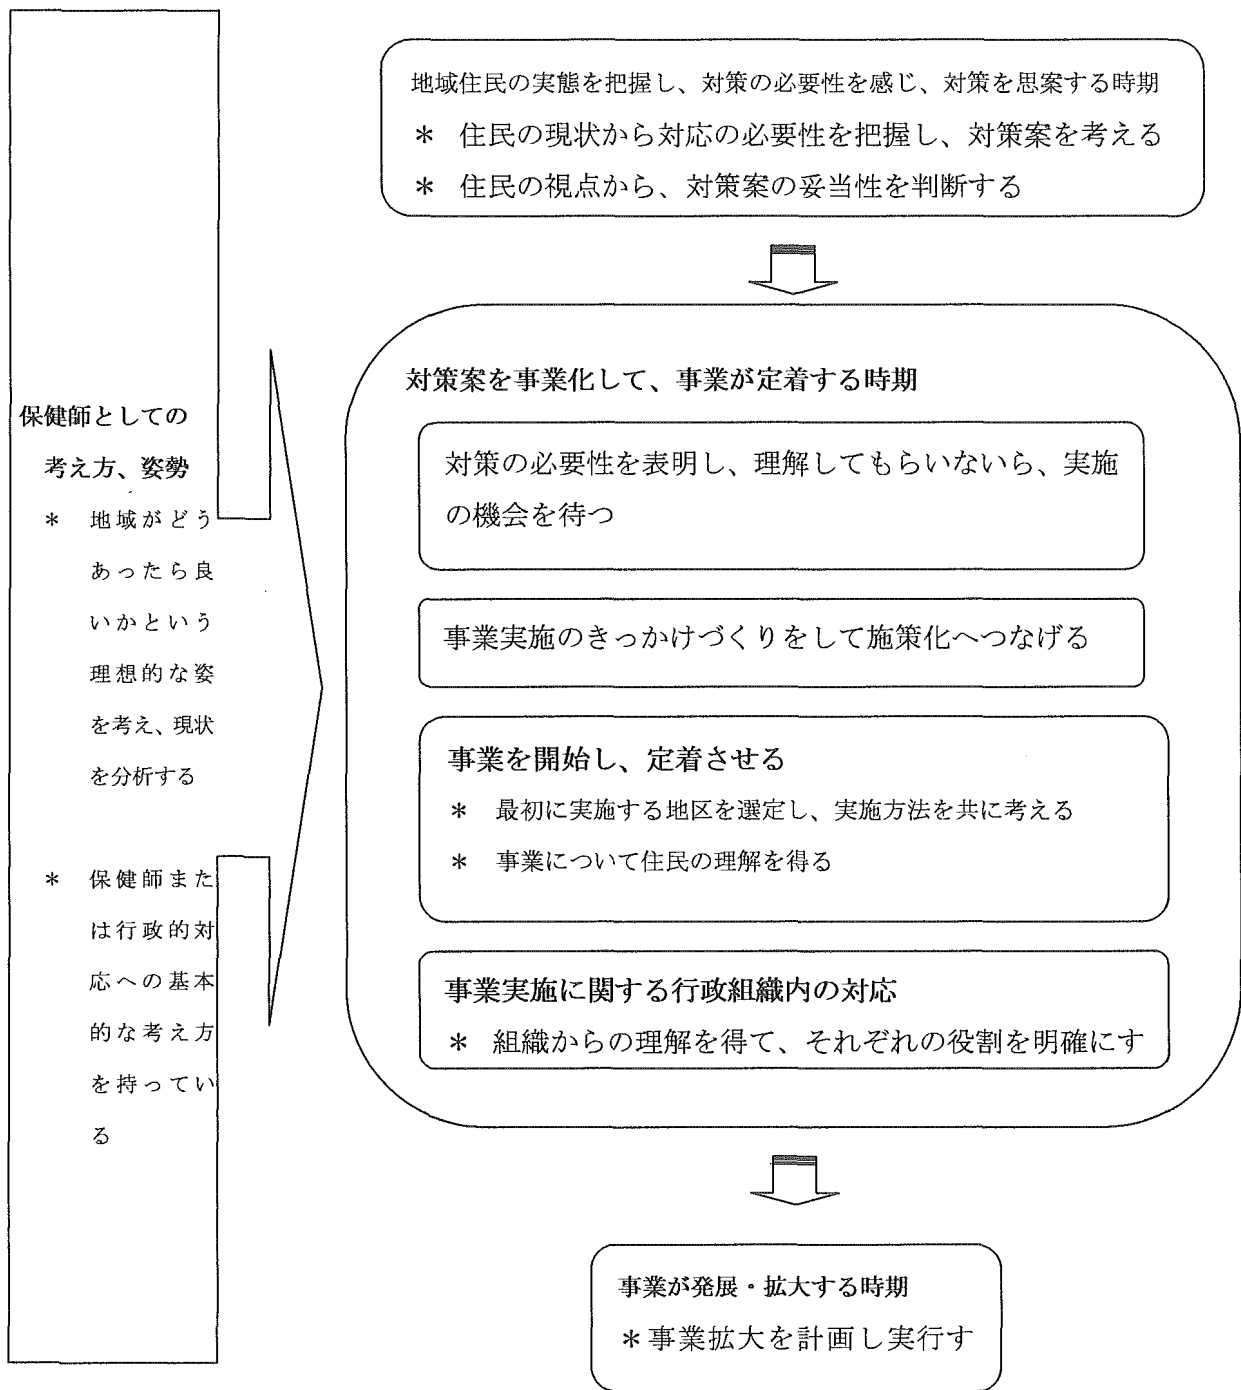 地域住民の実態を把握し、対策の必要性を感じ、対策を思案する時期
＊ 住民の現状から対応の必要性を把握し、対策案を考える
＊ 住民の視点から、対策案の妥当性を判断する
対策案を事業化して、事業が定着する時期
対策の必要性を表明し、理解してもらいないら、実施
の機会を待つ
事業実施のきっかけづくりをして施策化へつなげる
事業を開始し、定着させる
＊ 最初に実施する地区を選定し、実施方法を共に考える
＊ 事業について住民の理解を得る
事業実施に関する行政組織内の対応
＊ 組織からの理解を得て、それぞれの役割を明確にす
事業が発展・拡大する時期
＊事業拡大を計画し実行す
保健師としての
考え方、姿勢
＊ 地域がどう
あったら良
いかという
理想的な姿
を考え、現状
を分析する
＊ 保健師また
は行政的対
応への基本
的な考え方
を持ってい
る